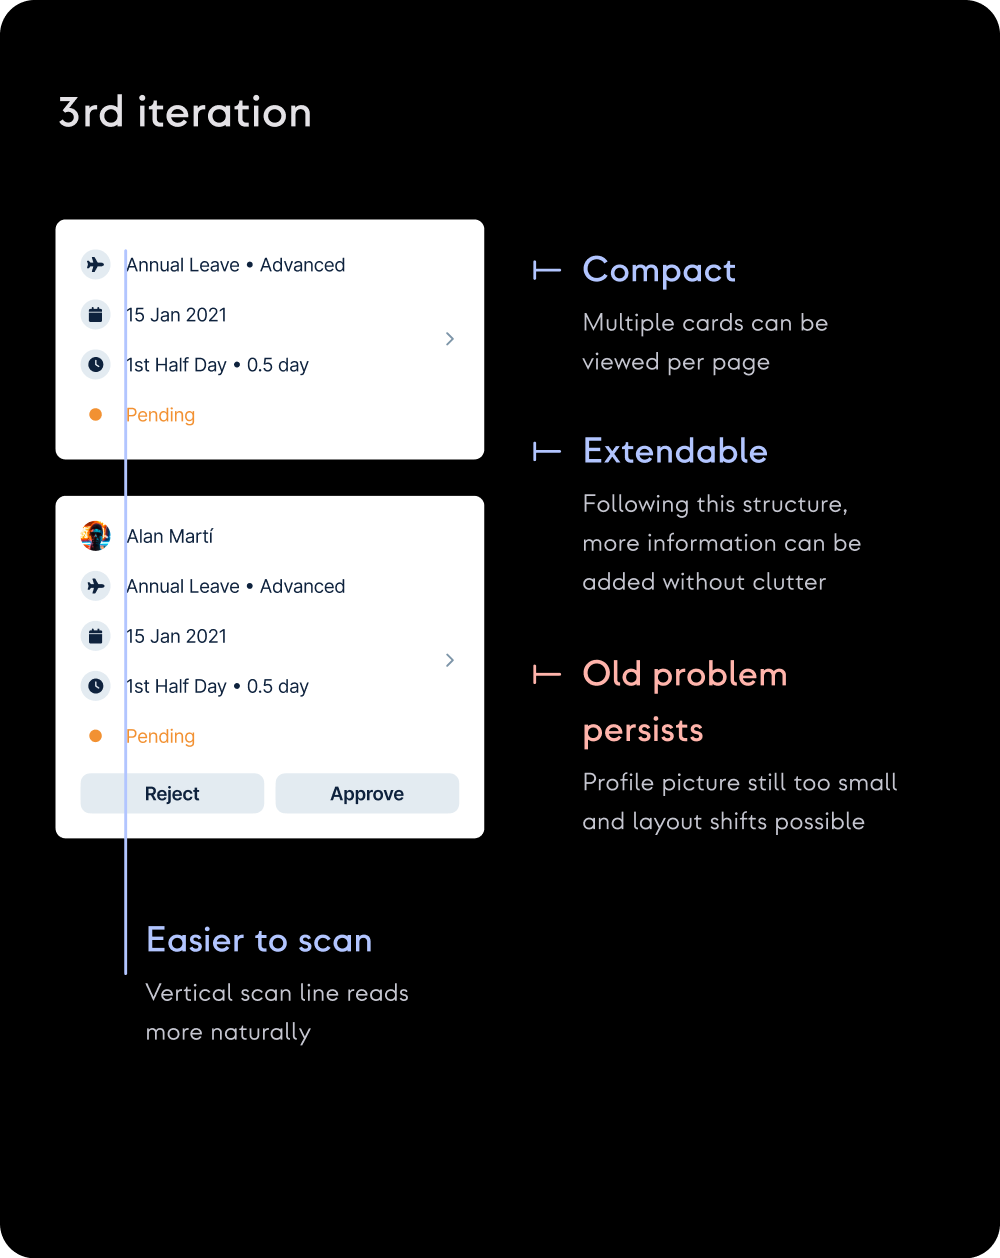 3rd iteration
Annual Leave • Advanced
15 Jan 2021
1st Half Day • 0.5 day
Pending
Alan Martí
Annual Leave • Advanced
15 Jan 2021
1st Half Day • 0.5 day
Pending
Reject Approve
Compact
Multiple cards can be
viewed per page
Extendable
Following this structure,
more information can be
added without clutter
Old problem
persists
Profile picture still too small
and layout shifts possible
Easier to scan
Vertical scan line reads
more naturally